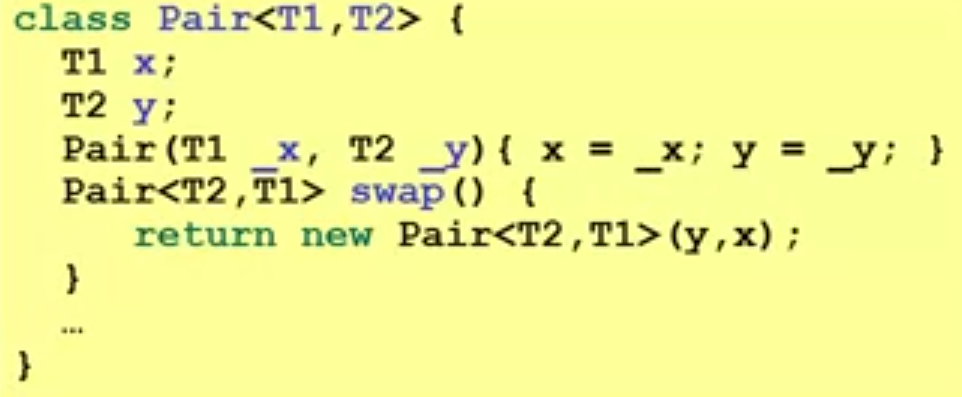 class Pair<T1,T2> {
T1 x;
T2 y;
Pair(T1 _x, T2 _y){ x = _x; y = _y; }
Pair<T2,T1> swap() {
return new Pair<T2,T1>(y,x);
}
…
}